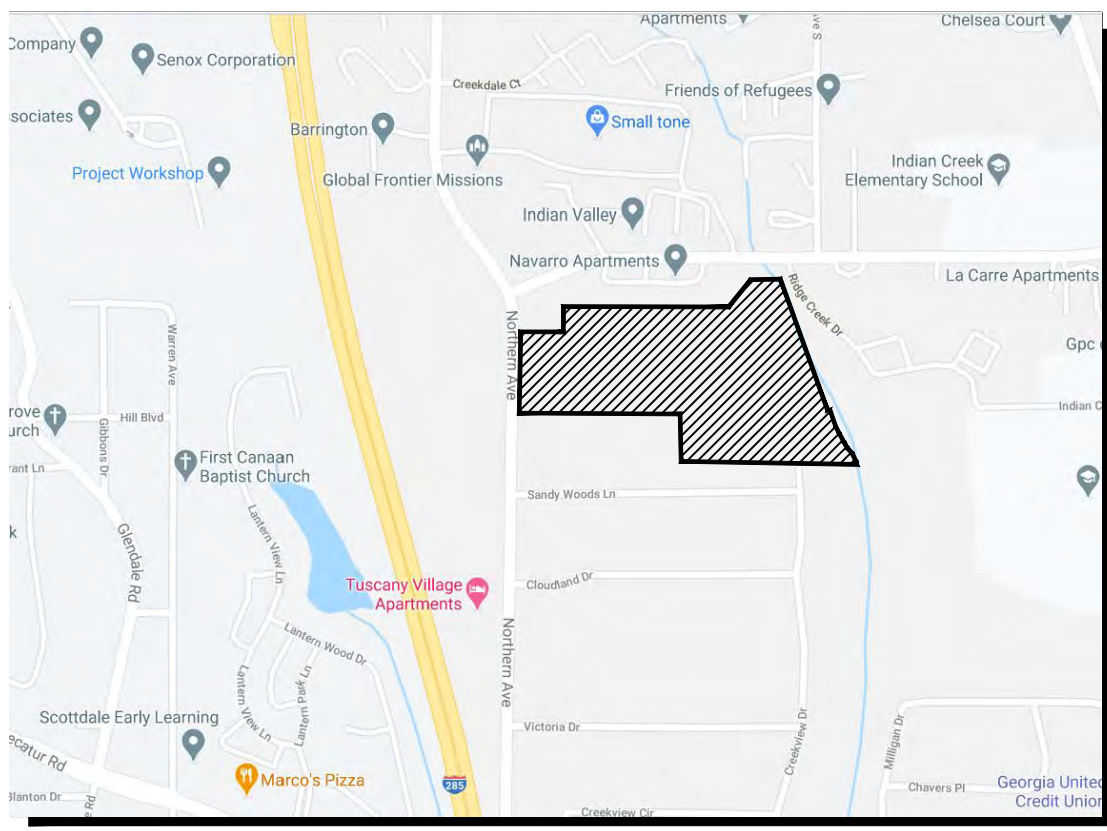 Apartments
Chelsea Court
ve S
Company
Senox Corporation
Creekdale Ct
Friends of Refugees
ssociates
Small tone
Barrington
Project Workshop
Global Frontier Missions
Indian Creek
Elementary School
Indian Valley
Navarro Apartments
La Carre Apartments
Ridge Creek Dr
Northern Ave
Warren Ave
Gpc
Indian C
rove
urch
Hill Blvd
Gibbons Dr
First Canaan
Baptist Church
rant Ln
Sandy Woods Ln
k
Lantern View Ln
Glendale Rd
Cloudland Dr
Tuscany Village
Apartments
Northern Ave
Lantern Wood Dr
Lantern View Ln
Lantern Park Ln
Scottdale Early Learning
Victoria Dr
Creekview Dr
Milligan Dr
ecatur Rd
Marco's Pizza
285
Chavers Pl
Georgia United
Credit Union
Blanton Dr
e Rd
Creekview Cir